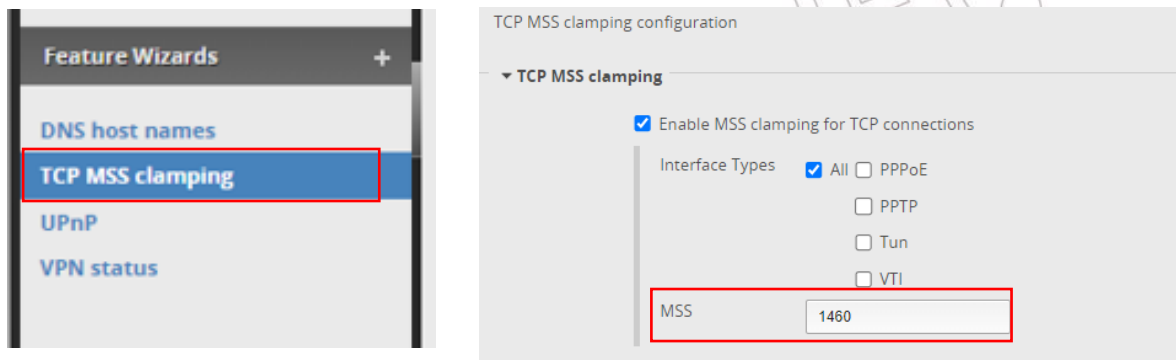 Feature Wizards +
DNS host names
TCP MSS clamping
UPnP
VPN status
TCP MSS clamping configuration
TCP MSS clamping
Enable MSS clamping for TCP connections
Interface Types All PPPoE
PPTP
Tun
VTI
MSS 1460